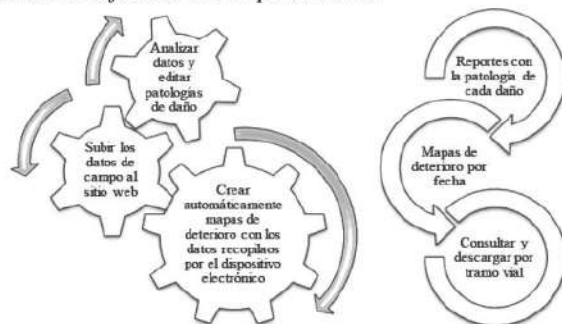 Analizar
datos y
editar
patologías
de daño
Subir los
datos de
campo al
sitio web
Crear
automáticamente
mapas de
deterioro con los
datos recopilaos
por el dispositivo
electrónico
Reportes con
la patología de
cada daño
Mapas de
deterioro por
fecha
Consultar y
descargar por
tramo vial